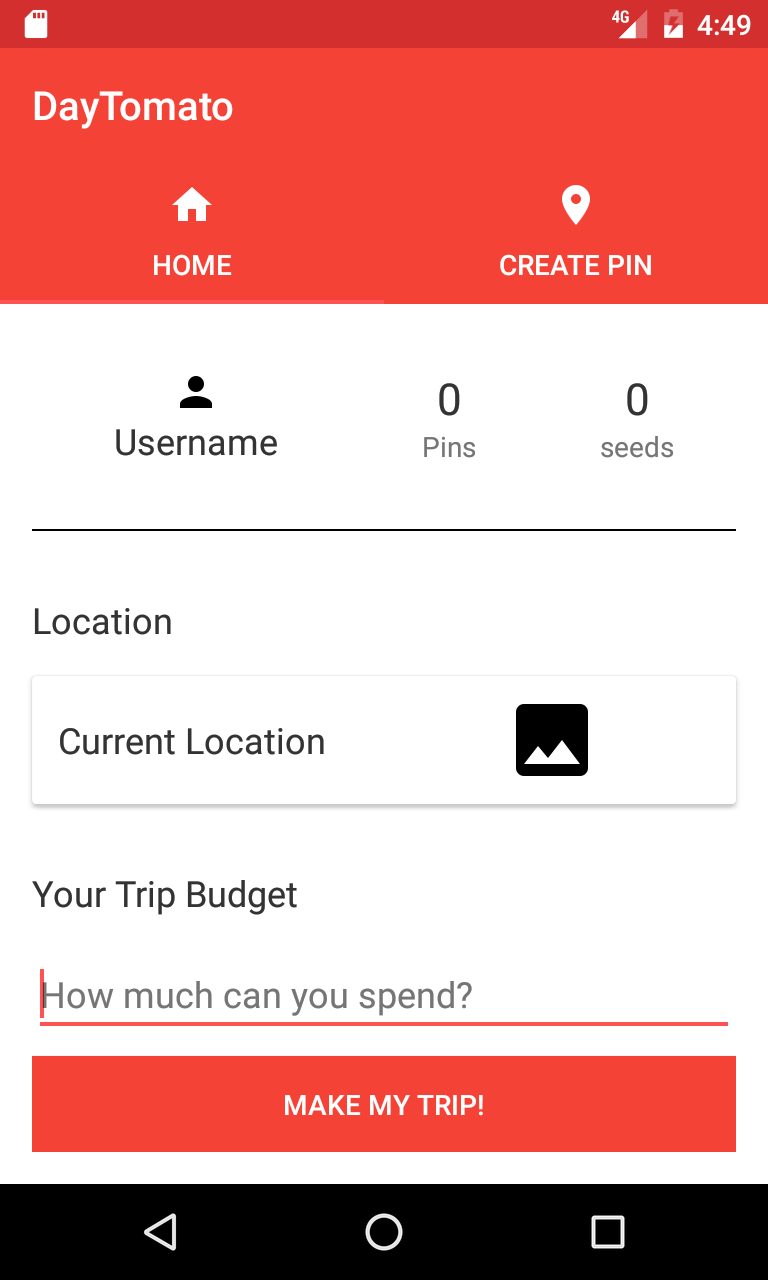 4G 4:49
DayTomato
HOME CREATE PIN
0 0
Username Pins seeds
Location
Current Location
Your Trip Budget
How much can you spend?
MAKE MY TRIP!